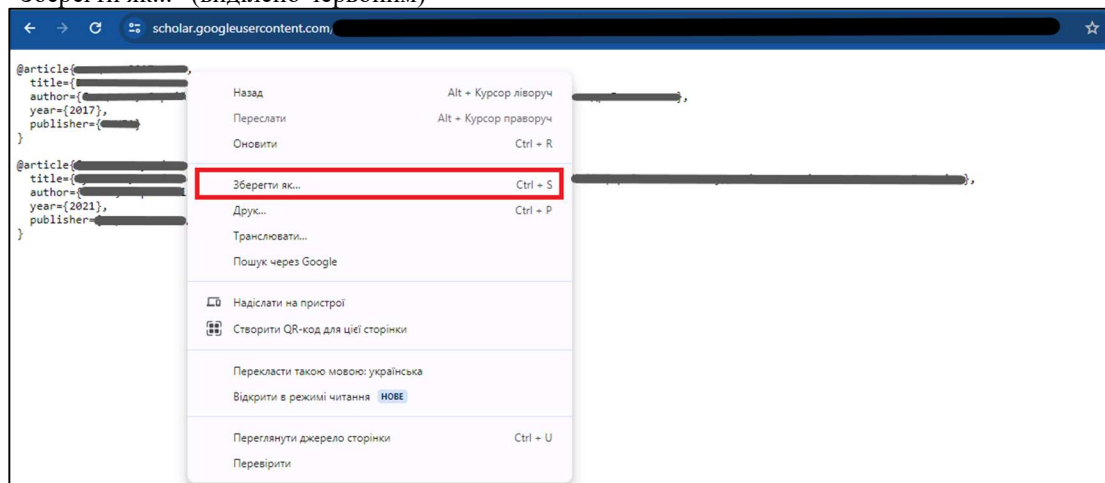 "Зберегти як..." (виділено червоним)
scholar.googleusercontent.com/
@article{
title={
author={
},
year={2017},
publisher={ }
}
@article{
title={
},
author={
year={2021},
publisher=
}
Назад Alt + Курсор ліворуч
Переслати Alt + Курсор праворуч
Оновити Ctrl + R
Зберегти як... Ctrl + S
Друк... Ctrl + P
Транслювати...
Пошук через Google
Надіслати на пристрої
Створити QR-код для цієї сторінки
Перекласти такою мовою: українська
Відкрити в режимі читання НОВЕ
Переглянути джерело сторінки Ctrl + U
Перевірити